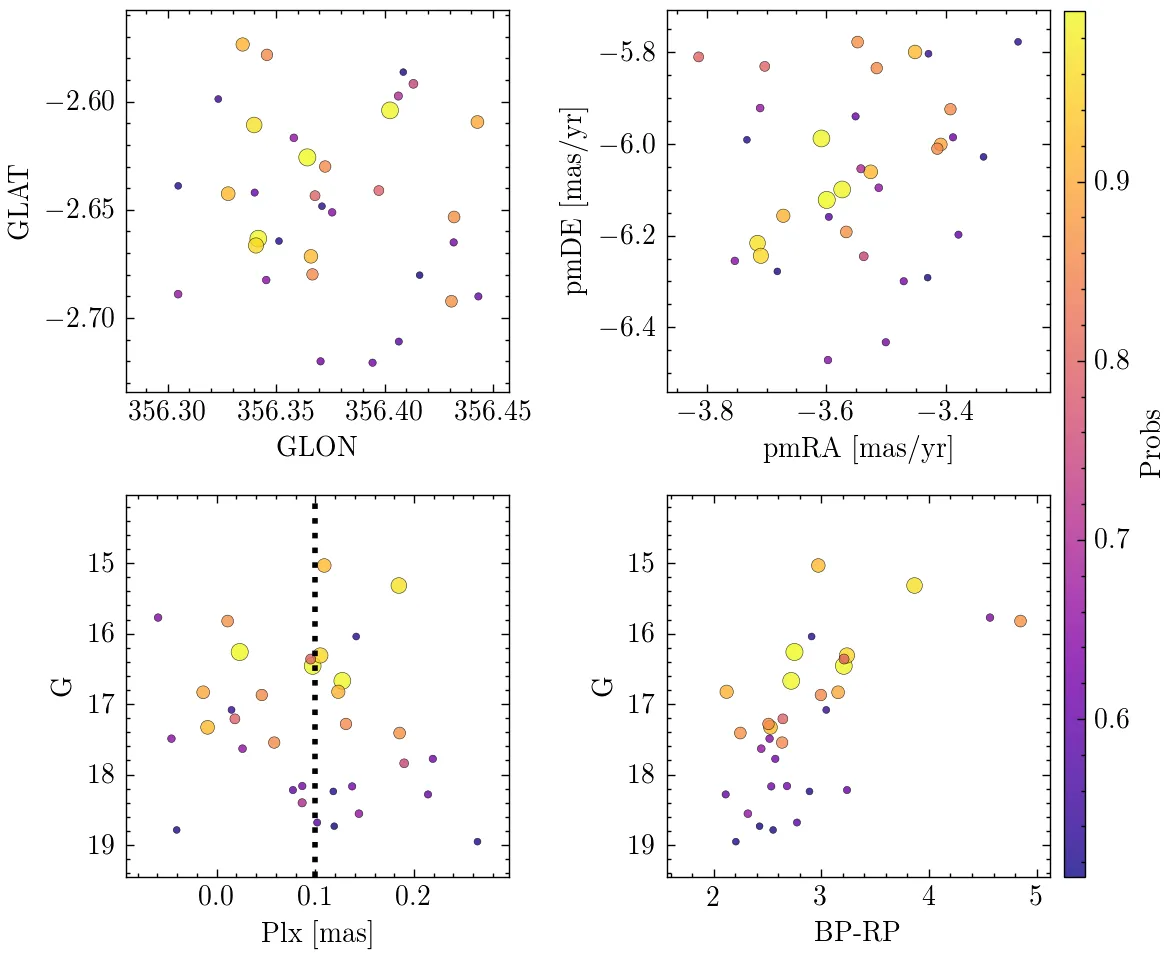 −2.60
−2.65
−2.70
GLAT
356.30 356.35 356.40 356.45
GLON
−5.8
−6.0
−6.2
−6.4
pmDE [mas/yr]
−3.8 −3.6 −3.4
pmRA [mas/yr]
15
16
17
18
19
G
0.0 0.1 0.2
Plx [mas]
15
16
17
18
19
G
2 3 4 5
BP-RP
0.9
0.8
0.7
0.6
Probs